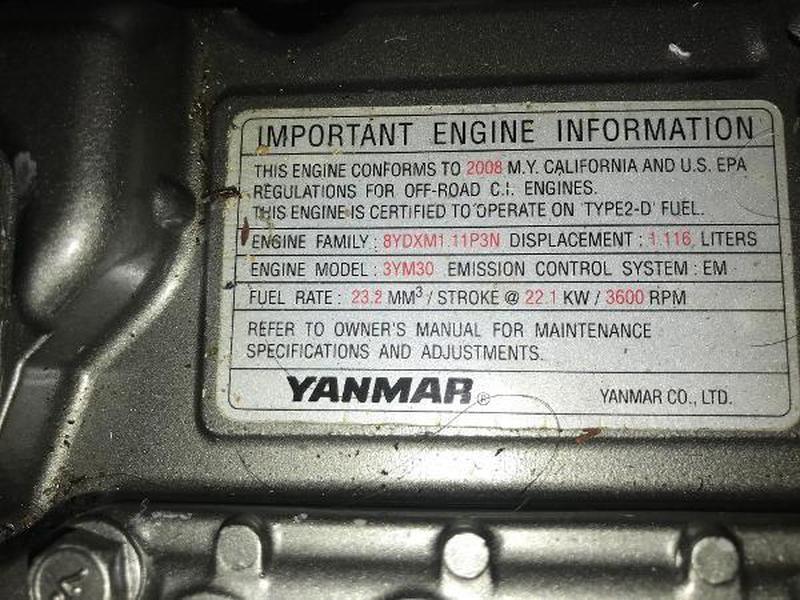 IMPORTANT ENGINE INFORMATION
THIS ENGINE CONFORMS TO 2008 M.Y. CALIFORNIA AND U.S. EPA
REGULATIONS FOR OFF-ROAD C.I. ENGINES.
THIS ENGINE IS CERTIFIED TO OPERATE ON 'TYPE2-D' FUEL.
ENGINE FAMILY : 8YDXM1.11P3N DISPLACEMENT : 1.116 LITERS
ENGINE MODEL : 3YM30 EMISSION CONTROL SYSTEM : EM
FUEL RATE : 23.2 MM³ / STROKE @ 22.1 KW / 3600 RPM
REFER TO OWNER'S MANUAL FOR MAINTENANCE
SPECIFICATIONS AND ADJUSTMENTS.
YANMAR® YANMAR CO., LTD.